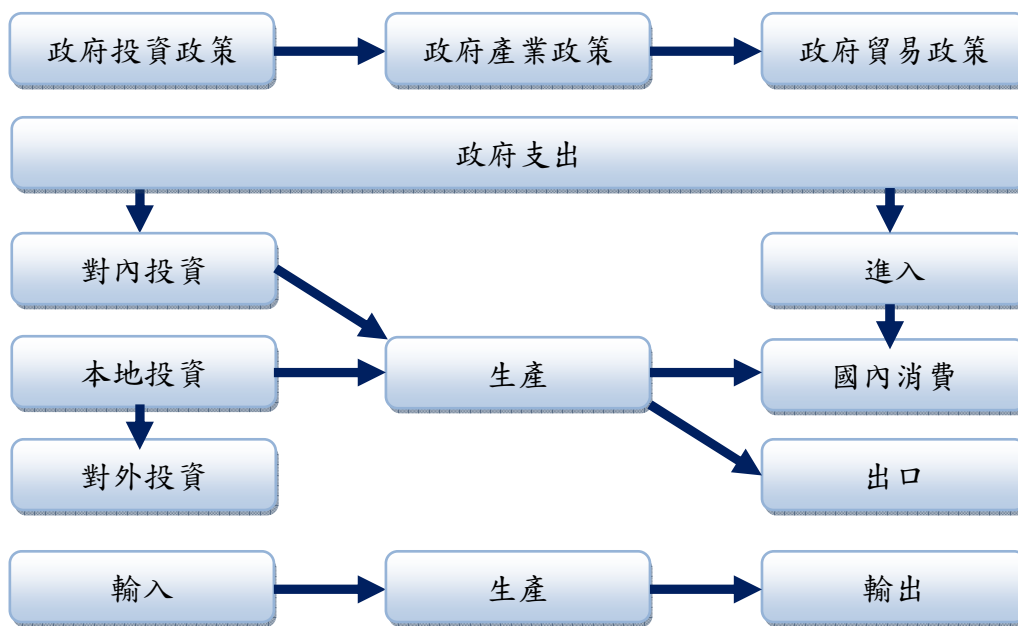 政府投資政策
政府產業政策
政府貿易政策
政府支出
對內投資
進入
本地投資
生產
國內消費
對外投資
出口
輸入
生產
輸出